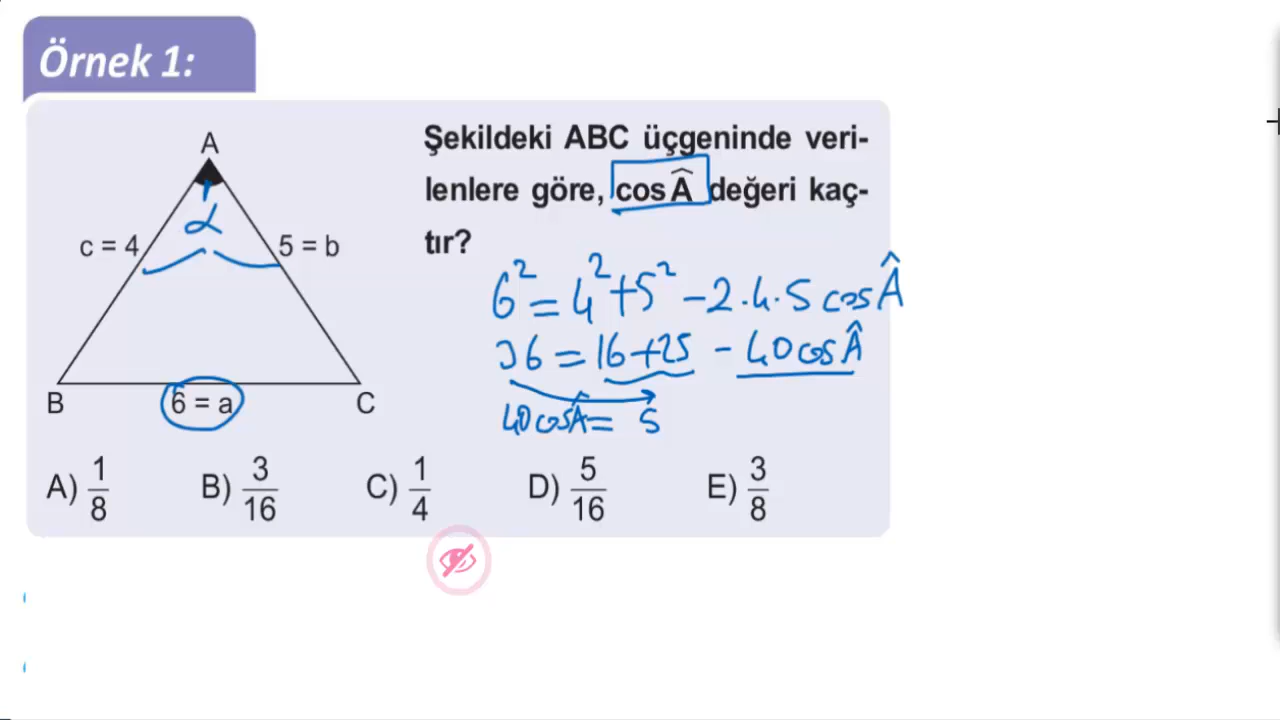 Örnek 1:
A
Şekildeki ABC üçgeninde veri-
lenlere göre, cos Â değeri kaç-
tır?
α
c = 4
5 = b
6² = 4² + 5² - 2.4.5 cos Â
36 = 16+25 - 40 cos Â
40 cos Â = 5
B
6 = a
C
A) 1/8 B) 3/16 C) 1/4 D) 5/16 E) 3/8